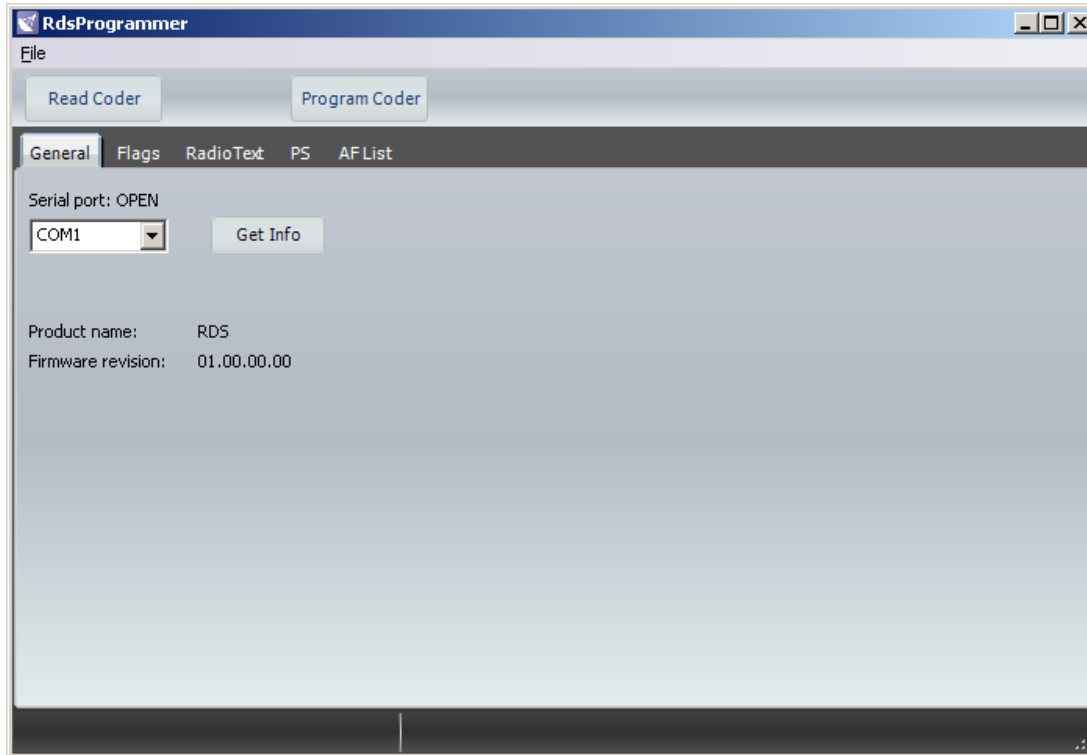 RdsProgrammer
File
Read Coder Program Coder
General Flags RadioText PS AF List
Serial port: OPEN
COM1 Get Info
Product name: RDS
Firmware revision: 01.00.00.00